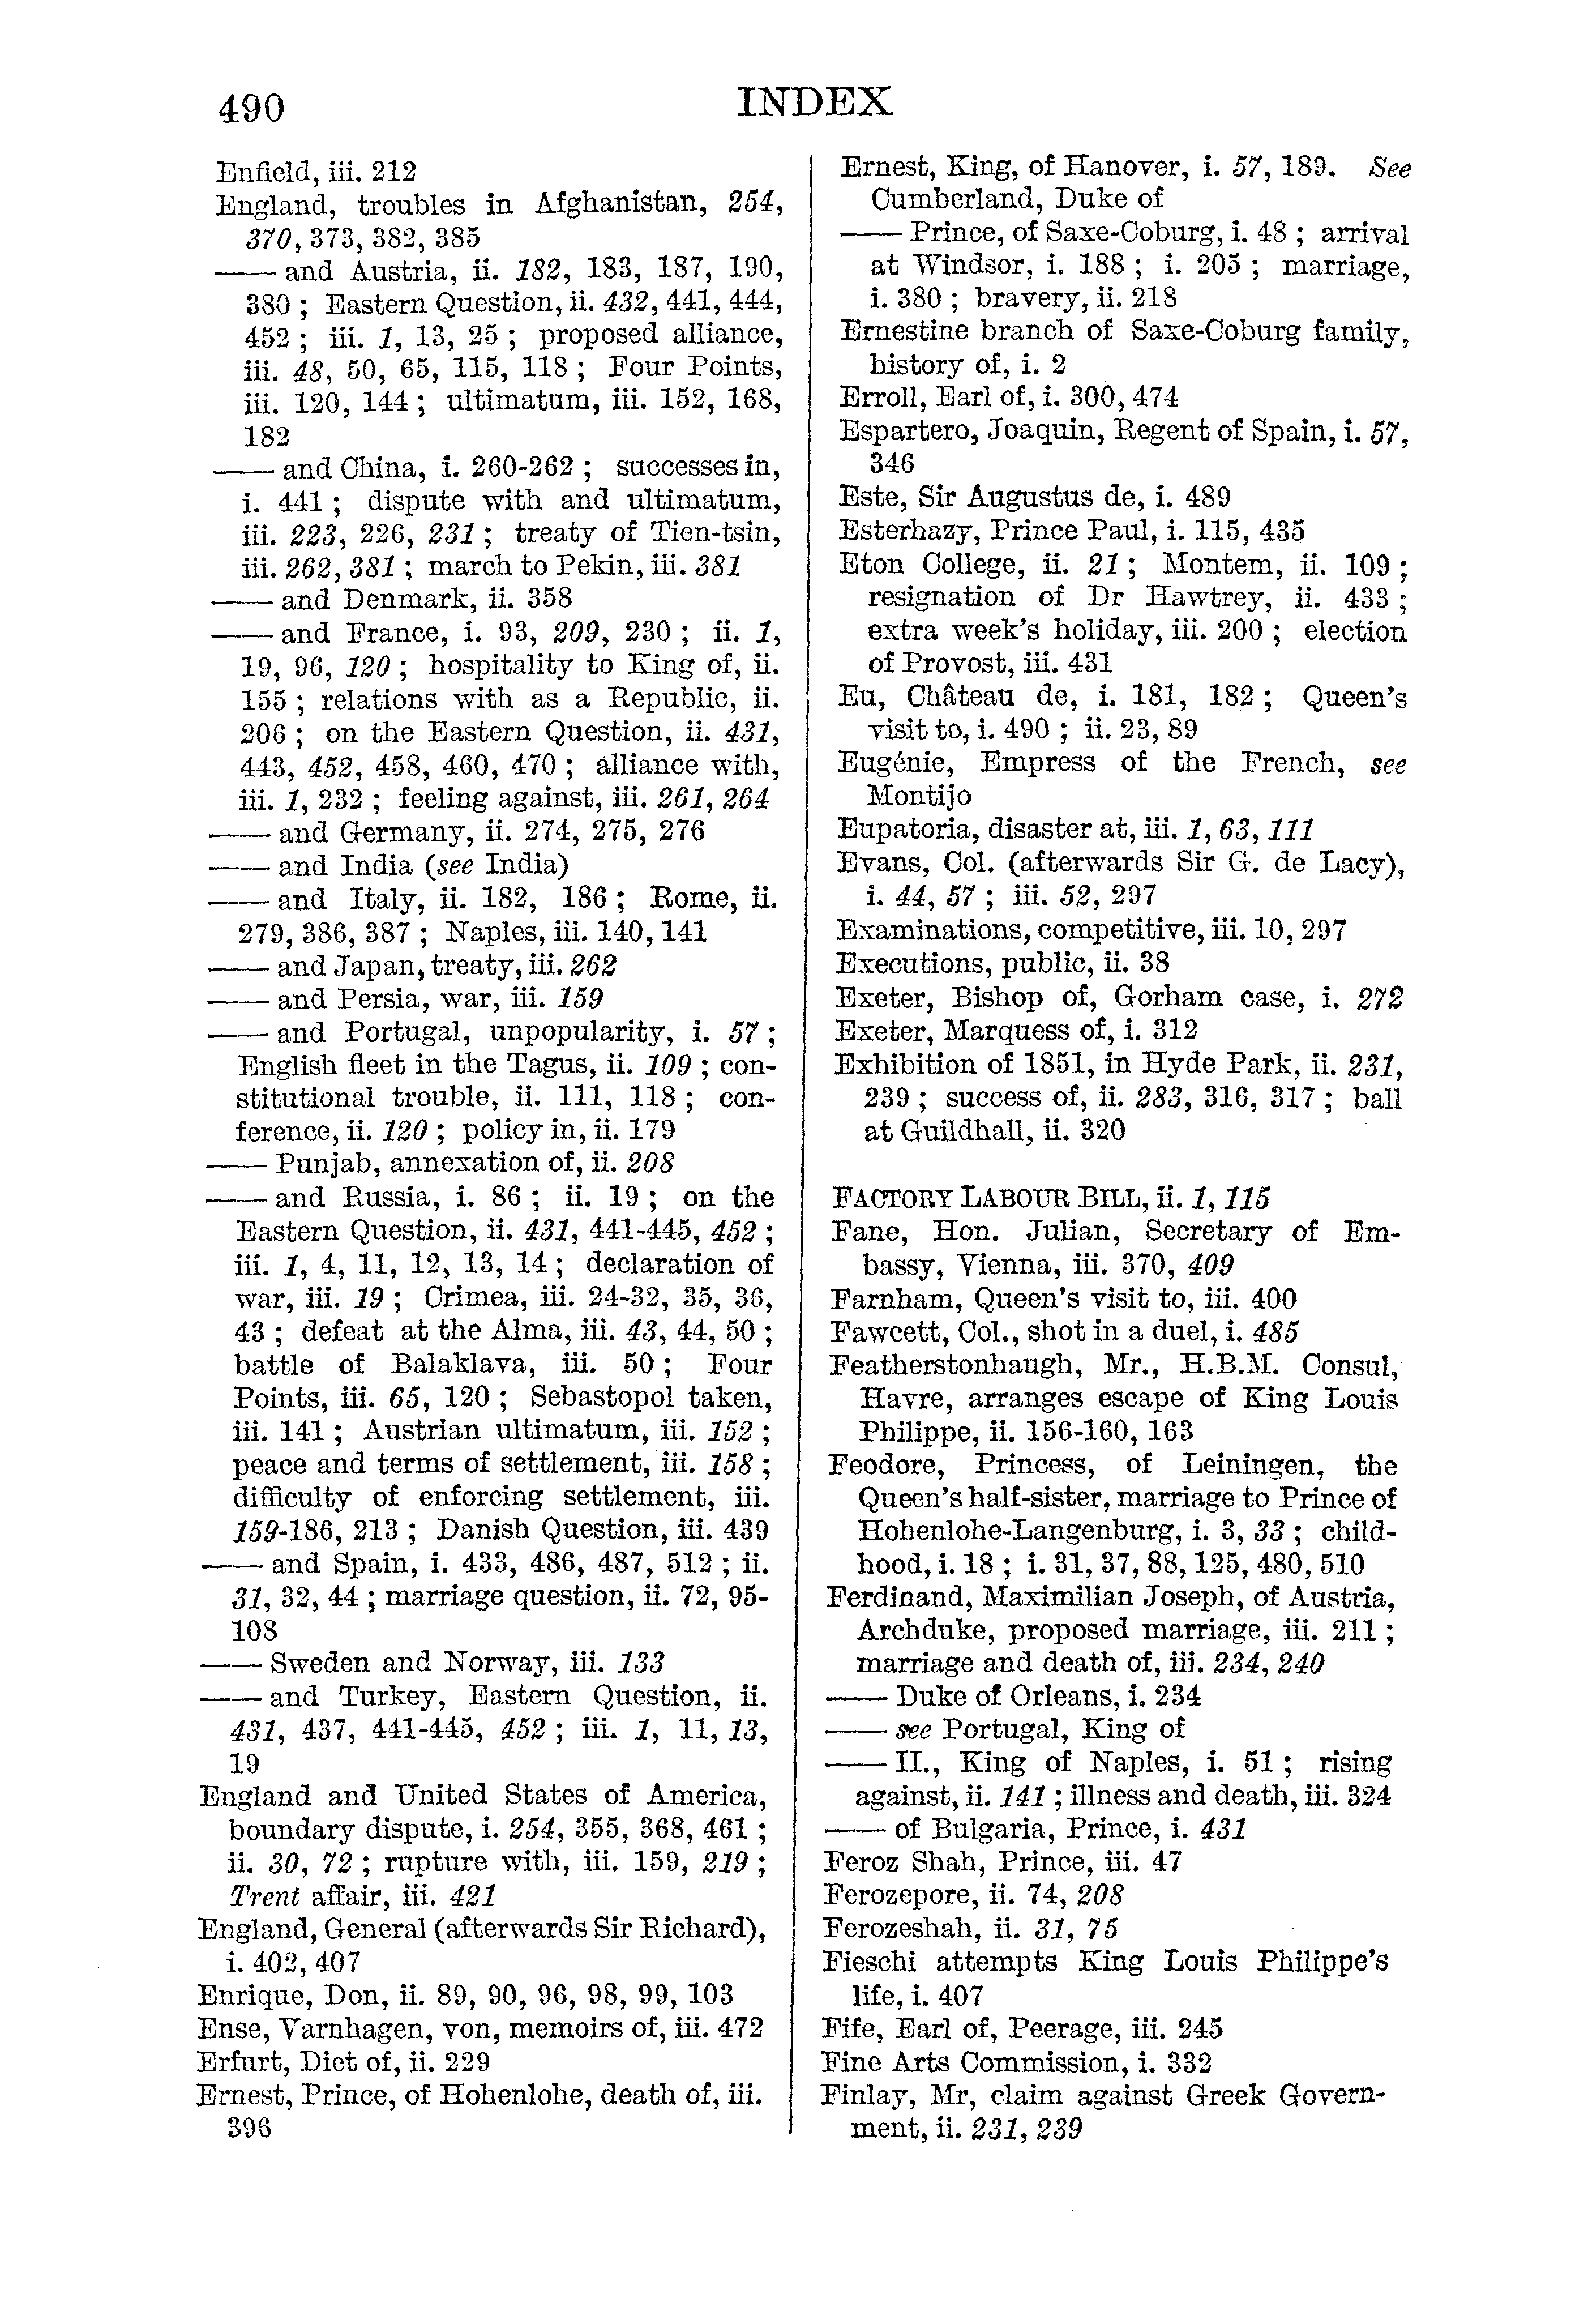 490
INDEX
Enfield, iii. 212
England, troubles in Afghanistan, 254,
370, 373, 382, 385
—— and Austria, ii. 182, 183, 187, 190,
380 ; Eastern Question, ii. 432, 441, 444,
452 ; iii. 1, 13, 25 ; proposed alliance,
iii. 48, 50, 65, 115, 118 ; Four Points,
iii. 120, 144 ; ultimatum, iii. 152, 168,
182
—— and China, i. 260-262 ; successes in,
i. 441 ; dispute with and ultimatum,
iii. 223, 226, 231 ; treaty of Tien-tsin,
iii. 262, 381 ; march to Pekin, iii. 381
—— and Denmark, ii. 358
—— and France, i. 93, 209, 230 ; ii. 1,
19, 96, 120 ; hospitality to King of, ii.
155 ; relations with as a Republic, ii.
206 ; on the Eastern Question, ii. 431,
443, 452, 458, 460, 470 ; alliance with,
iii. 1, 232 ; feeling against, iii. 261, 264
—— and Germany, ii. 274, 275, 276
—— and India (see India)
—— and Italy, ii. 182, 186 ; Rome, ii.
279, 386, 387 ; Naples, iii. 140, 141
—— and Japan, treaty, iii. 262
—— and Persia, war, iii. 159
—— and Portugal, unpopularity, i. 57 ;
English fleet in the Tagus, ii. 109 ; con-
stitutional trouble, ii. 111, 118 ; con-
ference, ii. 120 ; policy in, ii. 179
—— Punjab, annexation of, ii. 208
—— and Russia, i. 86 ; ii. 19 ; on the
Eastern Question, ii. 431, 441-445, 452 ;
iii. 1, 4, 11, 12, 13, 14 ; declaration of
war, iii. 19 ; Crimea, iii. 24-32, 35, 36,
43 ; defeat at the Alma, iii. 43, 44, 50 ;
battle of Balaklava, iii. 50 ; Four
Points, iii. 65, 120 ; Sebastopol taken,
iii. 141 ; Austrian ultimatum, iii. 152 ;
peace and terms of settlement, iii. 158 ;
difficulty of enforcing settlement, iii.
159-186, 213 ; Danish Question, iii. 439
—— and Spain, i. 433, 486, 487, 512 ; ii.
31, 32, 44 ; marriage question, ii. 72, 95-
108
—— Sweden and Norway, iii. 133
—— and Turkey, Eastern Question, ii.
431, 437, 441-445, 452 ; iii. 1, 11, 13,
19
England and United States of America,
boundary dispute, i. 254, 355, 368, 461 ;
ii. 30, 72 ; rupture with, iii. 159, 219 ;
Trent affair, iii. 421
England, General (afterwards Sir Richard),
i. 402, 407
Enrique, Don, ii. 89, 90, 96, 98, 99, 103
Ense, Varnhagen, von, memoirs of, iii. 472
Erfurt, Diet of, ii. 229
Ernest, Prince, of Hohenlohe, death of, iii.
396
Ernest, King, of Hanover, i. 57, 189. See
Cumberland, Duke of
—— Prince, of Saxe-Coburg, i. 48 ; arrival
at Windsor, i. 188 ; i. 205 ; marriage,
i. 380 ; bravery, ii. 218
Ernestine branch of Saxe-Coburg family,
history of, i. 2
Erroll, Earl of, i. 300, 474
Espartero, Joaquin, Regent of Spain, i. 57,
346
Este, Sir Augustus de, i. 489
Esterhazy, Prince Paul, i. 115, 435
Eton College, ii. 21 ; Montem, ii. 109 ;
resignation of Dr Hawtrey, ii. 433 ;
extra week's holiday, iii. 200 ; election
of Provost, iii. 431
Eu, Château de, i. 181, 182 ; Queen's
visit to, i. 490 ; ii. 23, 89
Eugénie, Empress of the French, see
Montijo
Eupatoria, disaster at, iii. 1, 63, 111
Evans, Col. (afterwards Sir G. de Lacy),
i. 44, 57 ; iii. 52, 297
Examinations, competitive, iii. 10, 297
Executions, public, ii. 38
Exeter, Bishop of, Gorham case, i. 272
Exeter, Marquess of, i. 312
Exhibition of 1851, in Hyde Park, ii. 231,
239 ; success of, ii. 283, 316, 317 ; ball
at Guildhall, ii. 320
FACTORY LABOUR BILL, ii. 1, 115
Fane, Hon. Julian, Secretary of Em-
bassy, Vienna, iii. 370, 409
Farnham, Queen's visit to, iii. 400
Fawcett, Col., shot in a duel, i. 485
Featherstonhaugh, Mr., H.B.M. Consul,
Havre, arranges escape of King Louis
Philippe, ii. 156-160, 163
Feodore, Princess, of Leiningen, the
Queen's half-sister, marriage to Prince of
Hohenlohe-Langenburg, i. 3, 33 ; child-
hood, i. 18 ; i. 31, 37, 88, 125, 480, 510
Ferdinand, Maximilian Joseph, of Austria,
Archduke, proposed marriage, iii. 211 ;
marriage and death of, iii. 234, 240
—— Duke of Orleans, i. 234
—— see Portugal, King of
—— II., King of Naples, i. 51 ; rising
against, ii. 141 ; illness and death, iii. 324
—— of Bulgaria, Prince, i. 431
Feroz Shah, Prince, iii. 47
Ferozepore, ii. 74, 208
Ferozeshah, ii. 31, 75
Fieschi attempts King Louis Philippe's
life, i. 407
Fife, Earl of, Peerage, iii. 245
Fine Arts Commission, i. 332
Finlay, Mr, claim against Greek Govern-
ment, ii. 231, 239